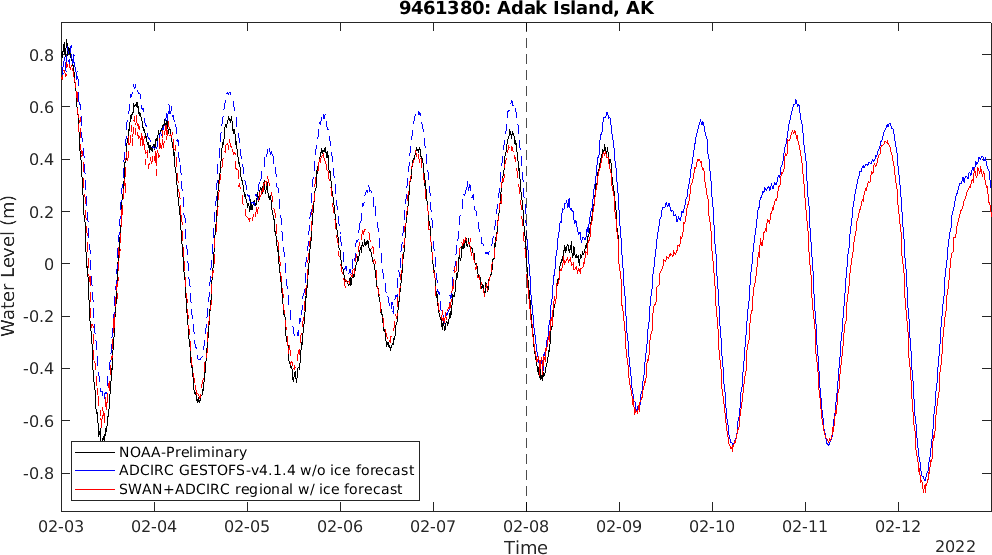 9461380: Adak Island, AK
Water Level (m)
0.8
0.6
0.4
0.2
0
-0.2
-0.4
-0.6
-0.8
NOAA-Preliminary
ADCIRC GESTOFS-v4.1.4 w/o ice forecast
SWAN+ADCIRC regional w/ ice forecast
02-03 02-04 02-05 02-06 02-07 02-08 02-09 02-10 02-11 02-12
Time
2022